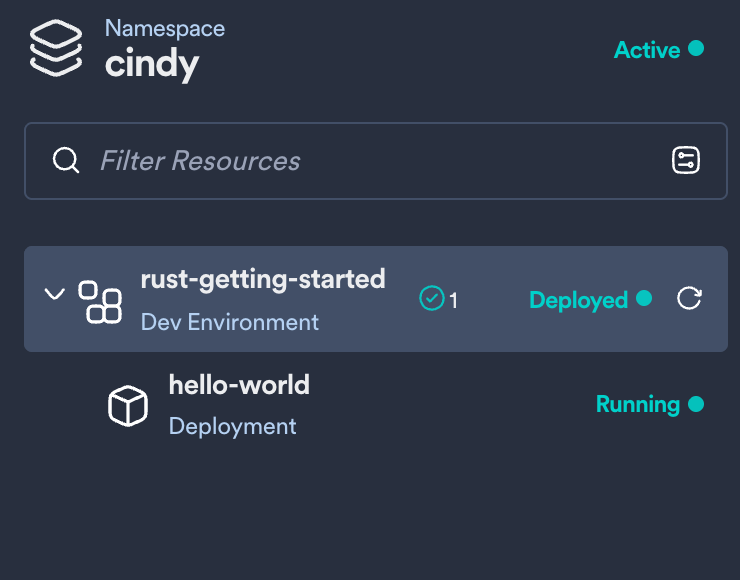 Namespace
cindy
Active
Filter Resources
rust-getting-started
1
Deployed
Dev Environment
hello-world
Running
Deployment